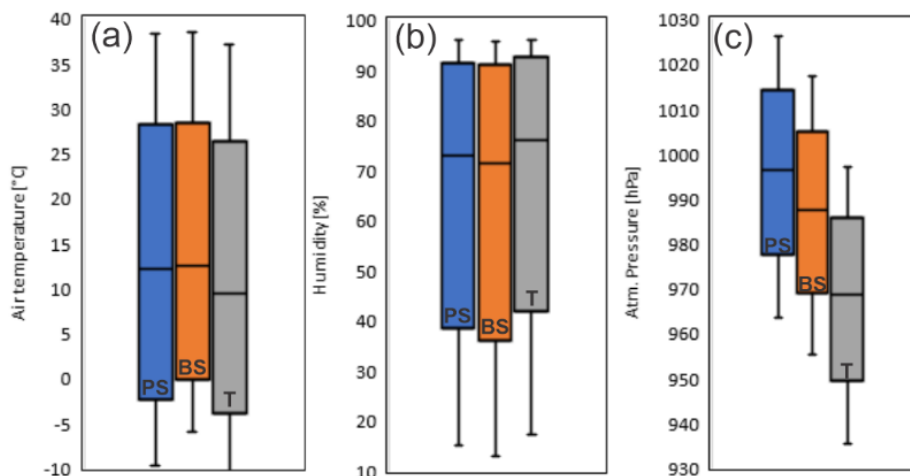 (a)
Air temperature [°C]
40
35
30
25
20
15
10
5
0
-5
-10
PS
BS
T
(b)
Humidity [%]
100
90
80
70
60
50
40
30
20
10
PS
BS
T
(c)
Atm. Pressure [hPa]
1030
1020
1010
1000
990
980
970
960
950
940
930
PS
BS
T